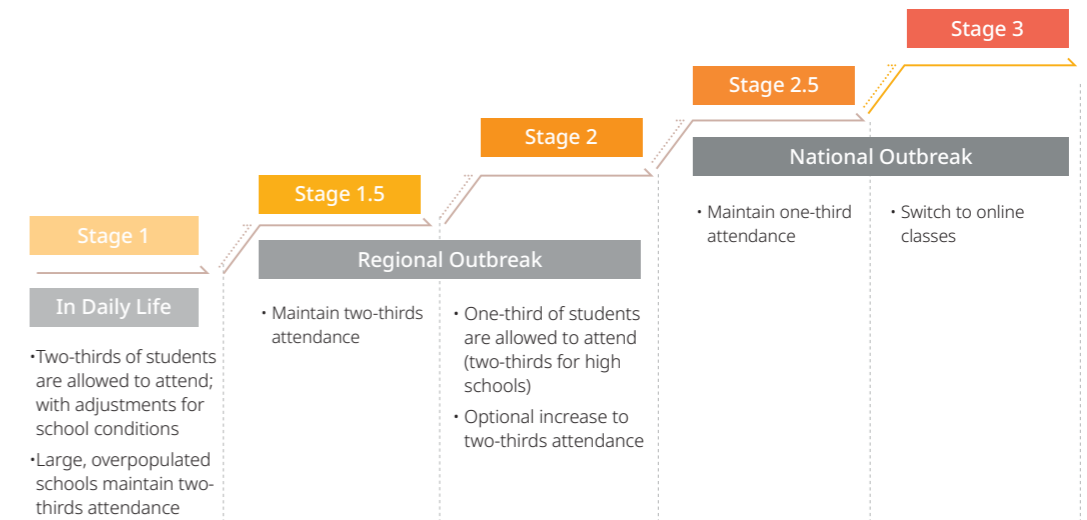 Stage 1
In Daily Life
·Two-thirds of students
are allowed to attend;
with adjustments for
school conditions
·Large, overpopulated
schools maintain two-
thirds attendance
Stage 1.5
Stage 2
Regional Outbreak
· Maintain two-thirds
attendance
· One-third of students
are allowed to attend
(two-thirds for high
schools)
· Optional increase to
two-thirds attendance
Stage 2.5
Stage 3
National Outbreak
· Maintain one-third
attendance
· Switch to online
classes